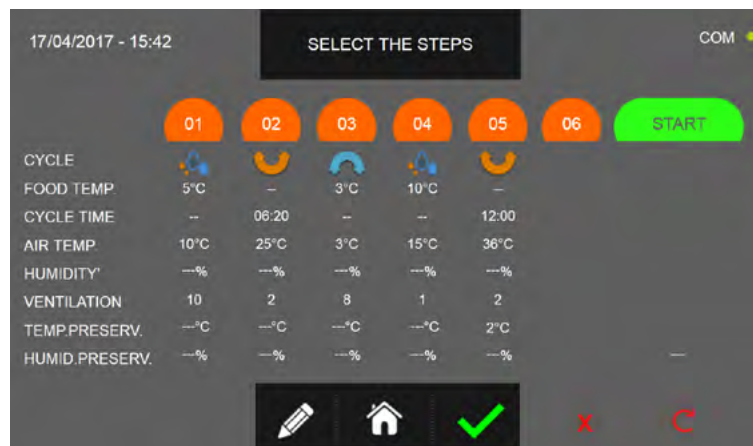 17/04/2017 - 15:42 SELECT THE STEPS COM
01 02 03 04 05 06 START
CYCLE
FOOD TEMP. 5°C -- 3°C 10°C --
CYCLE TIME -- 06:20 -- -- 12:00
AIR TEMP. 10°C 25°C 3°C 15°C 36°C
HUMIDITY' ---% ---% ---% ---% ---%
VENTILATION 10 2 8 1 2
TEMP.PRESERV. ---°C ---°C ---°C ---°C 2°C
HUMID.PRESERV. ---% ---% ---% ---% ---% ---
X